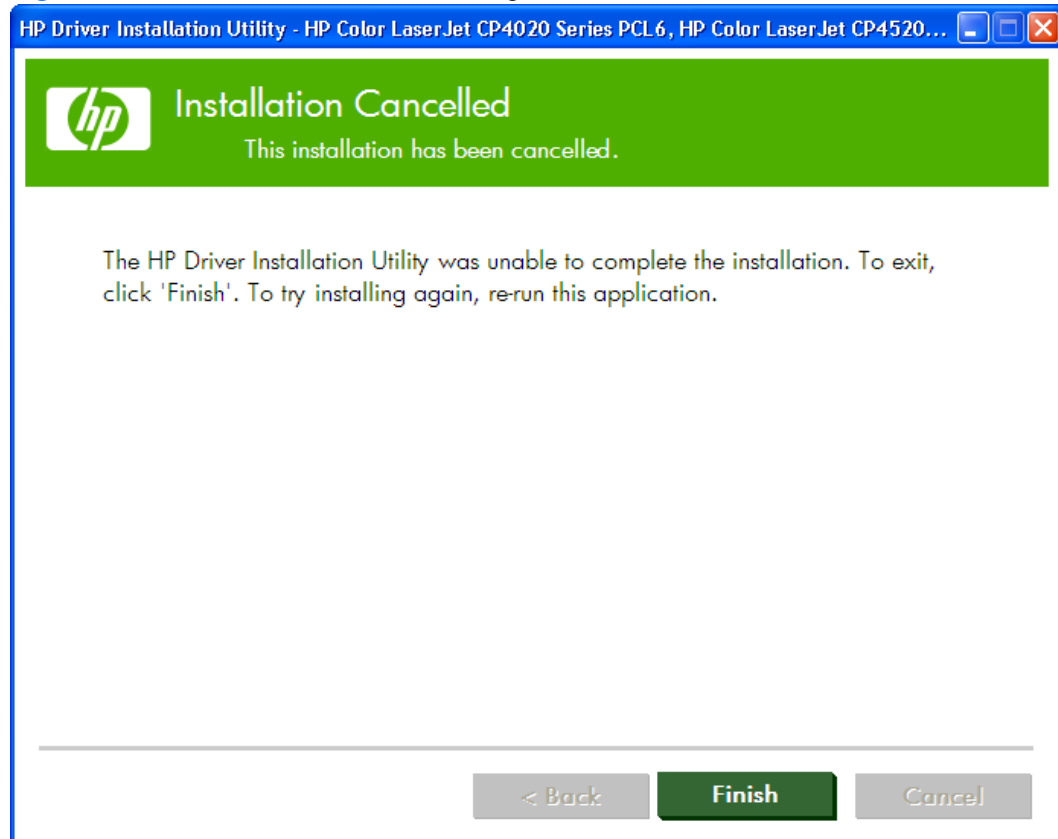 HP Driver Installation Utility - HP Color LaserJet CP4020 Series PCL6, HP Color LaserJet CP4520...
hp
Installation Cancelled
This installation has been cancelled.
The HP Driver Installation Utility was unable to complete the installation. To exit,
click 'Finish'. To try installing again, re-run this application.
< Back
Finish
Cancel